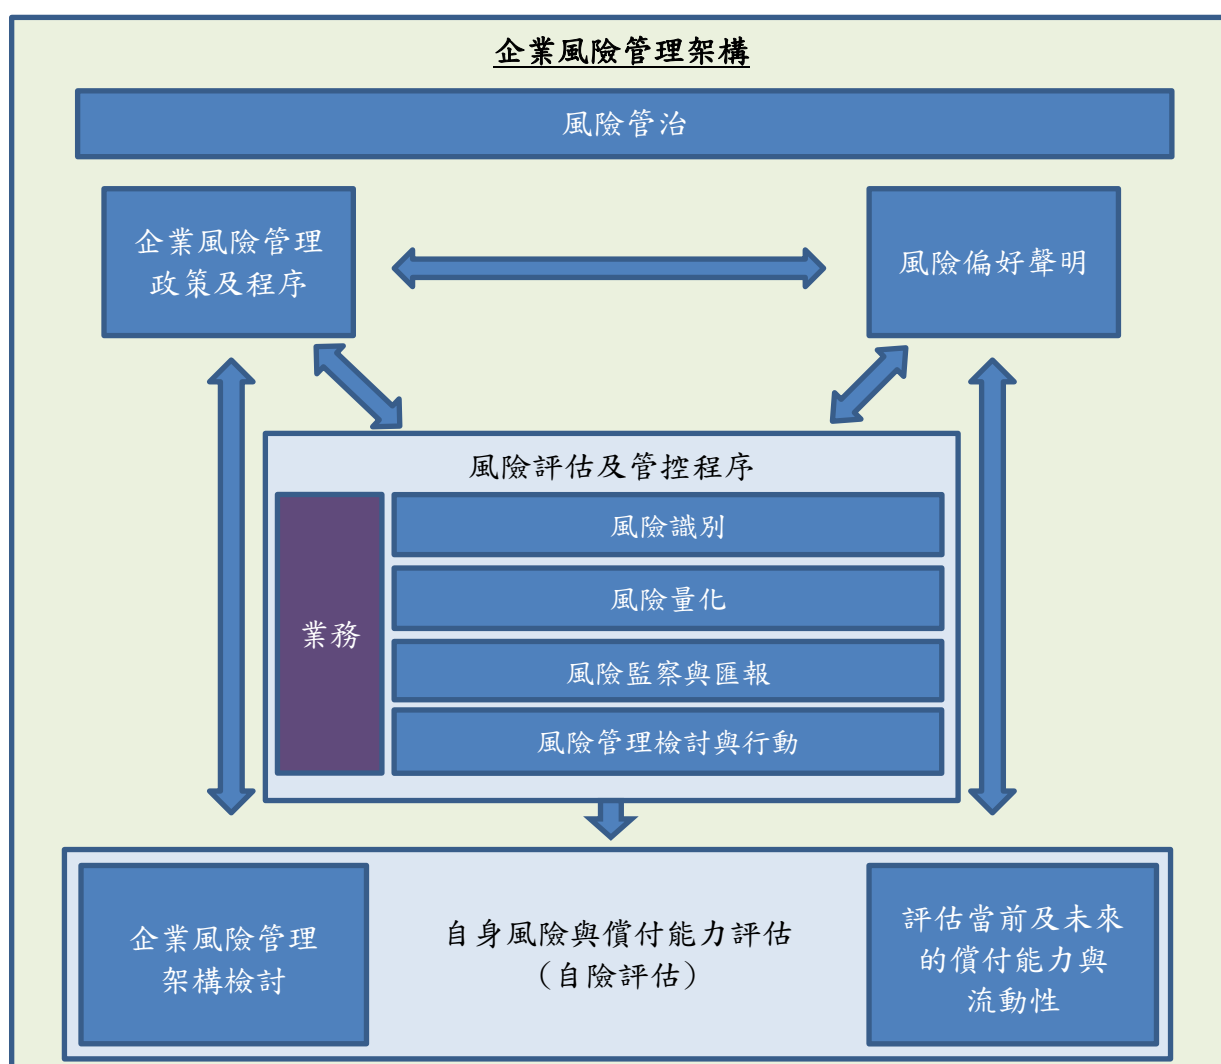 企業風險管理架構
風險管治
企業風險管理
政策及程序
風險偏好聲明
風險評估及管控程序
業務
風險識別
風險量化
風險監察與匯報
風險管理檢討與行動
企業風險管理
架構檢討
自身風險與償付能力評估
（自險評估）
評估當前及未來
的償付能力與
流動性